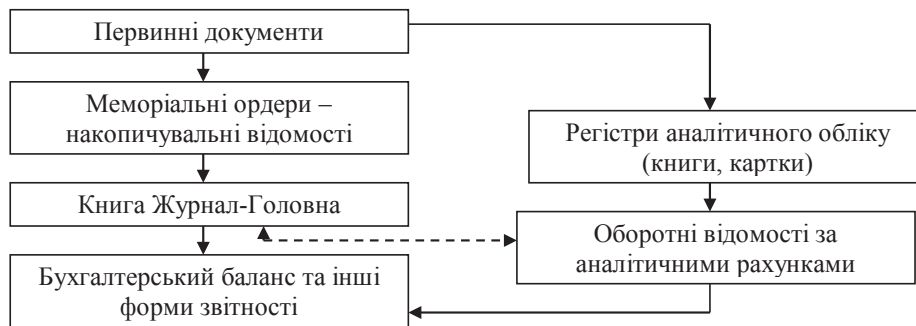 Первинні документи
Меморіальні ордери –
накопичувальні відомості
Регістри аналітичного обліку
(книги, картки)
Книга Журнал-Головна
Оборотні відомості за
аналітичними рахунками
Бухгалтерський баланс та інші
форми звітності